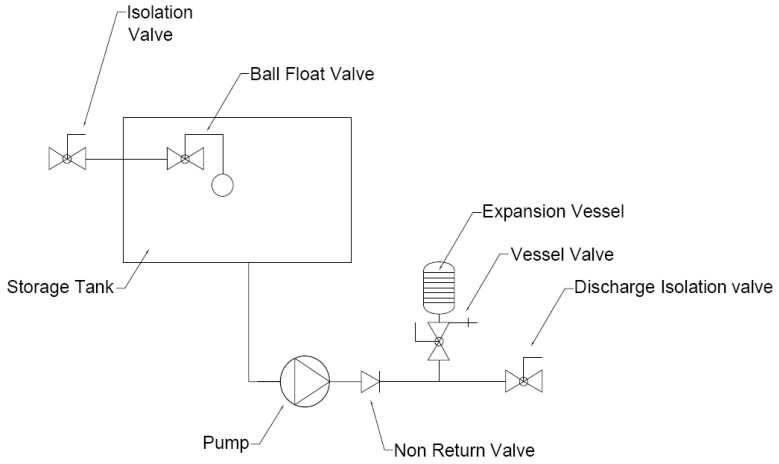 Isolation
Valve
Ball Float Valve
Expansion Vessel
Vessel Valve
Storage Tank
Discharge Isolation valve
Pump
Non Return Valve